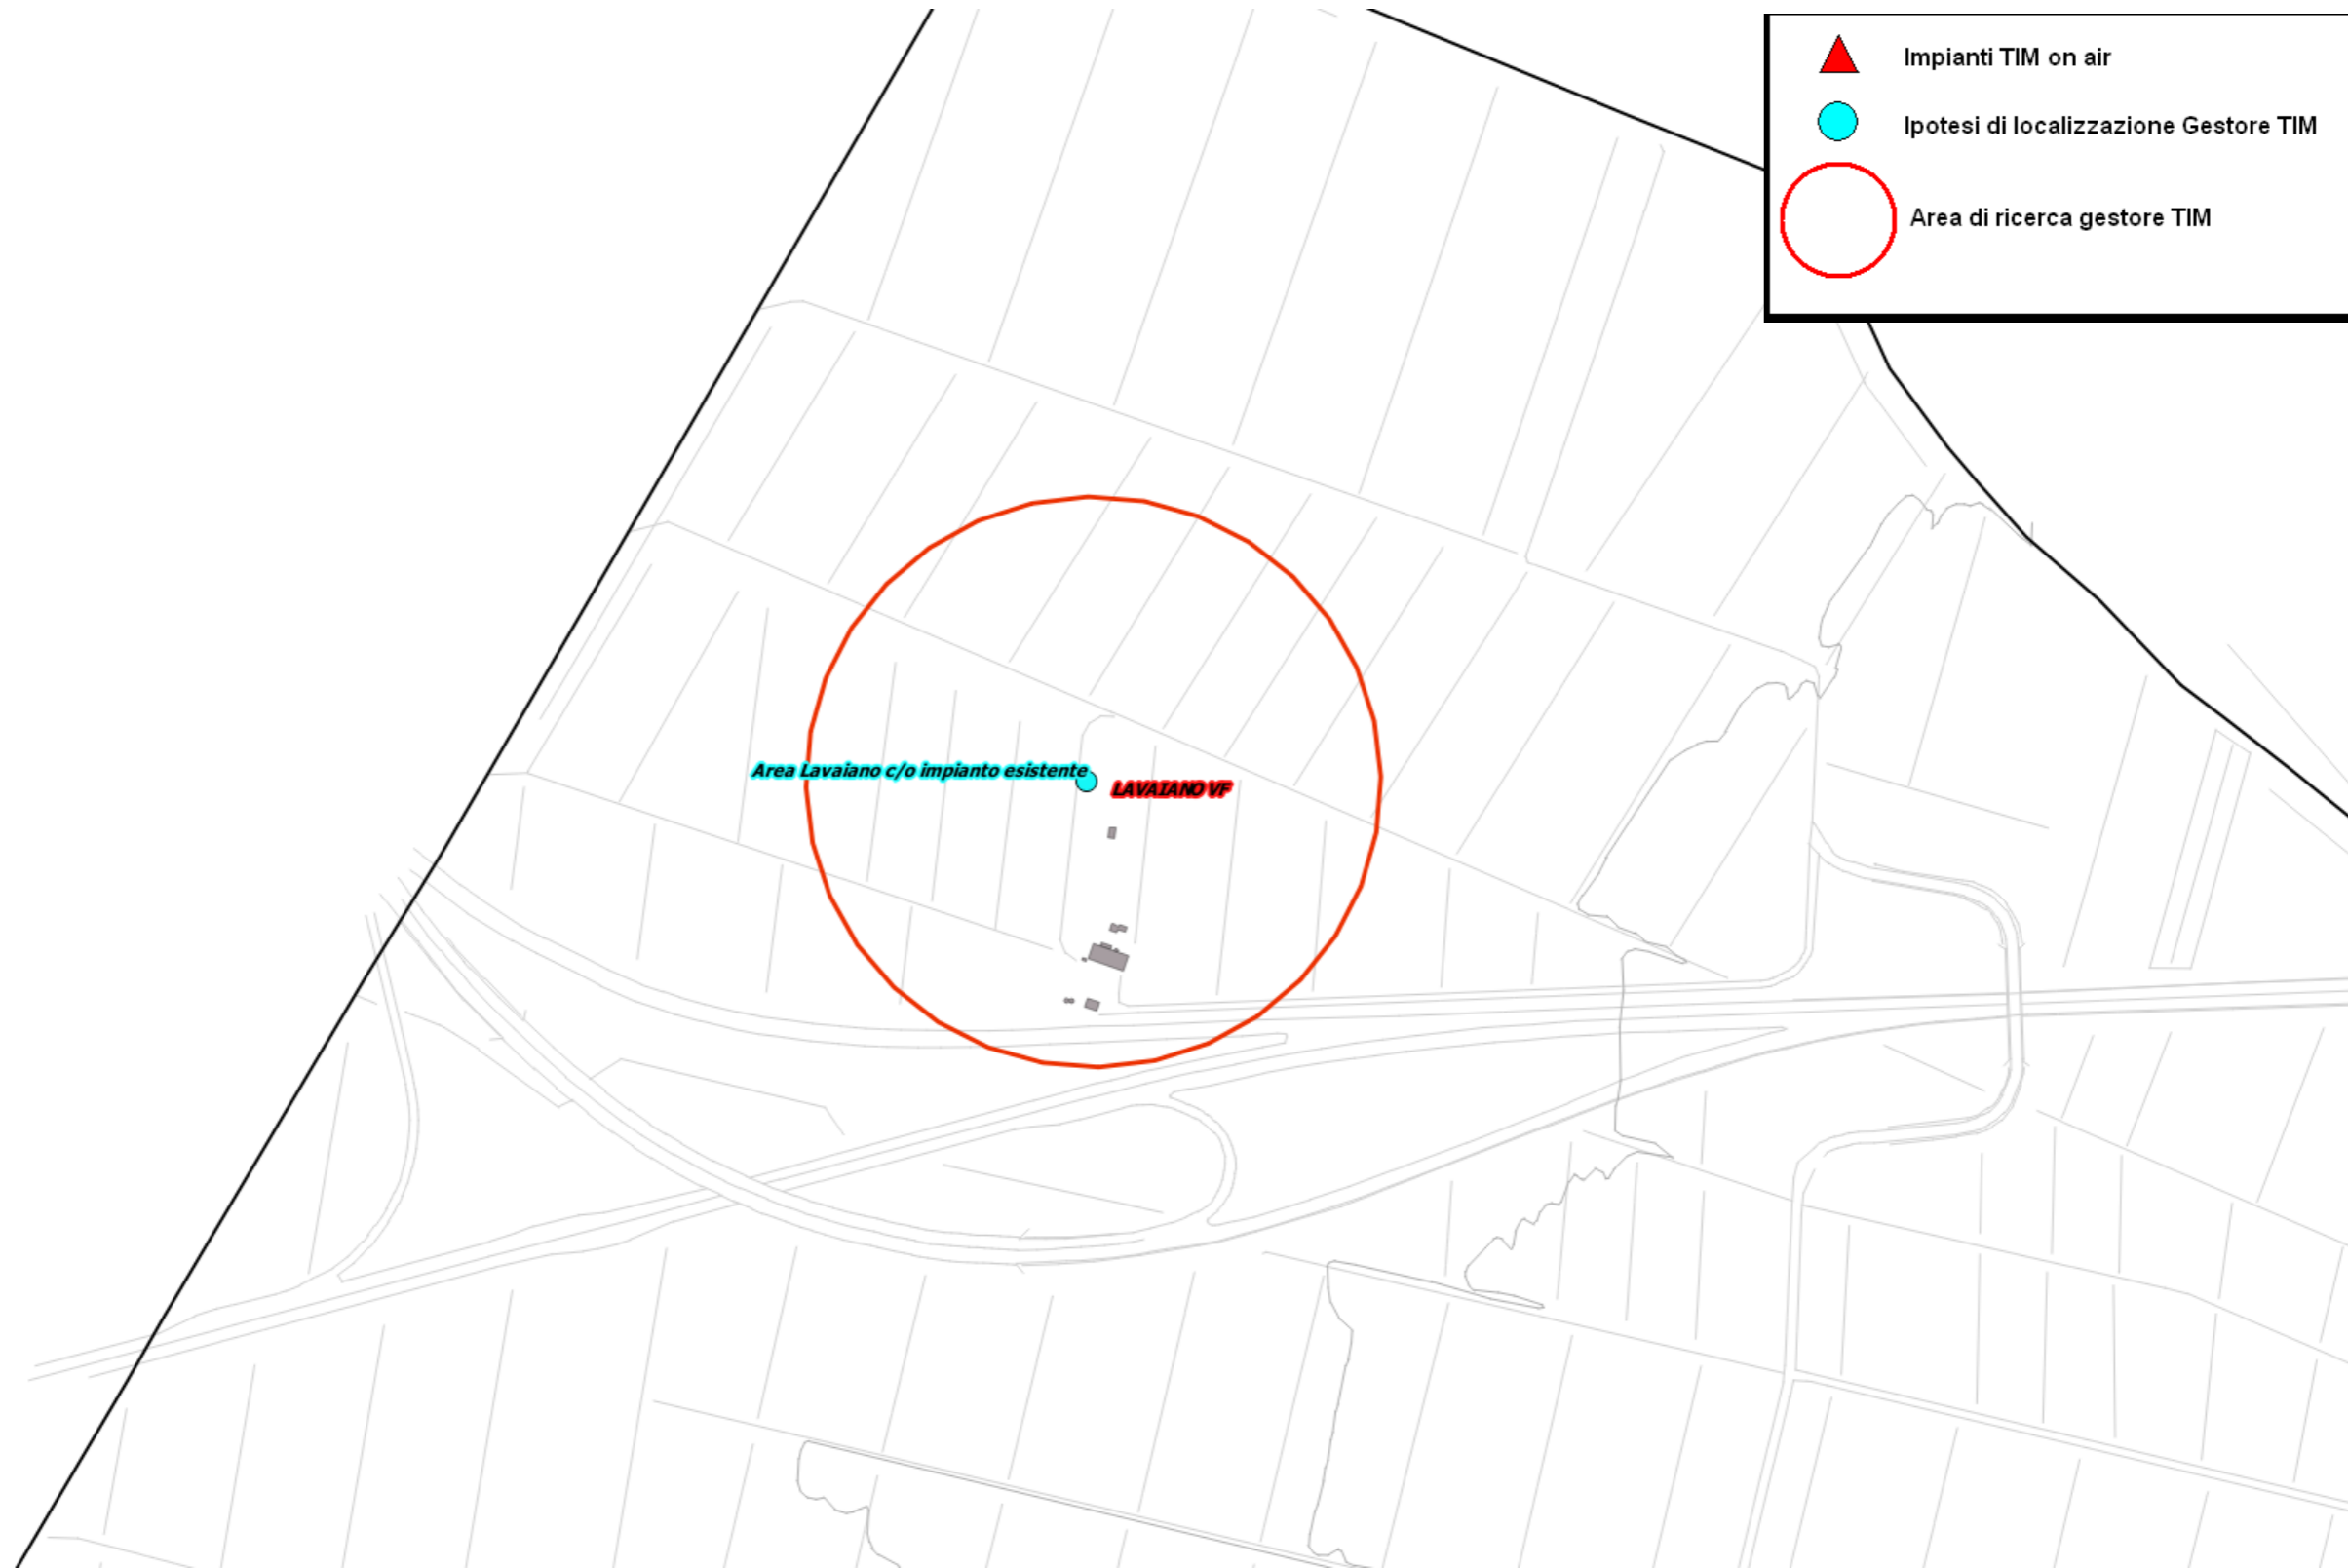 Impianti TIM on air
Ipotesi di localizzazione Gestore TIM
Area di ricerca gestore TIM
Area Lavaiano c/o impianto esistente
LAVAIANO VF